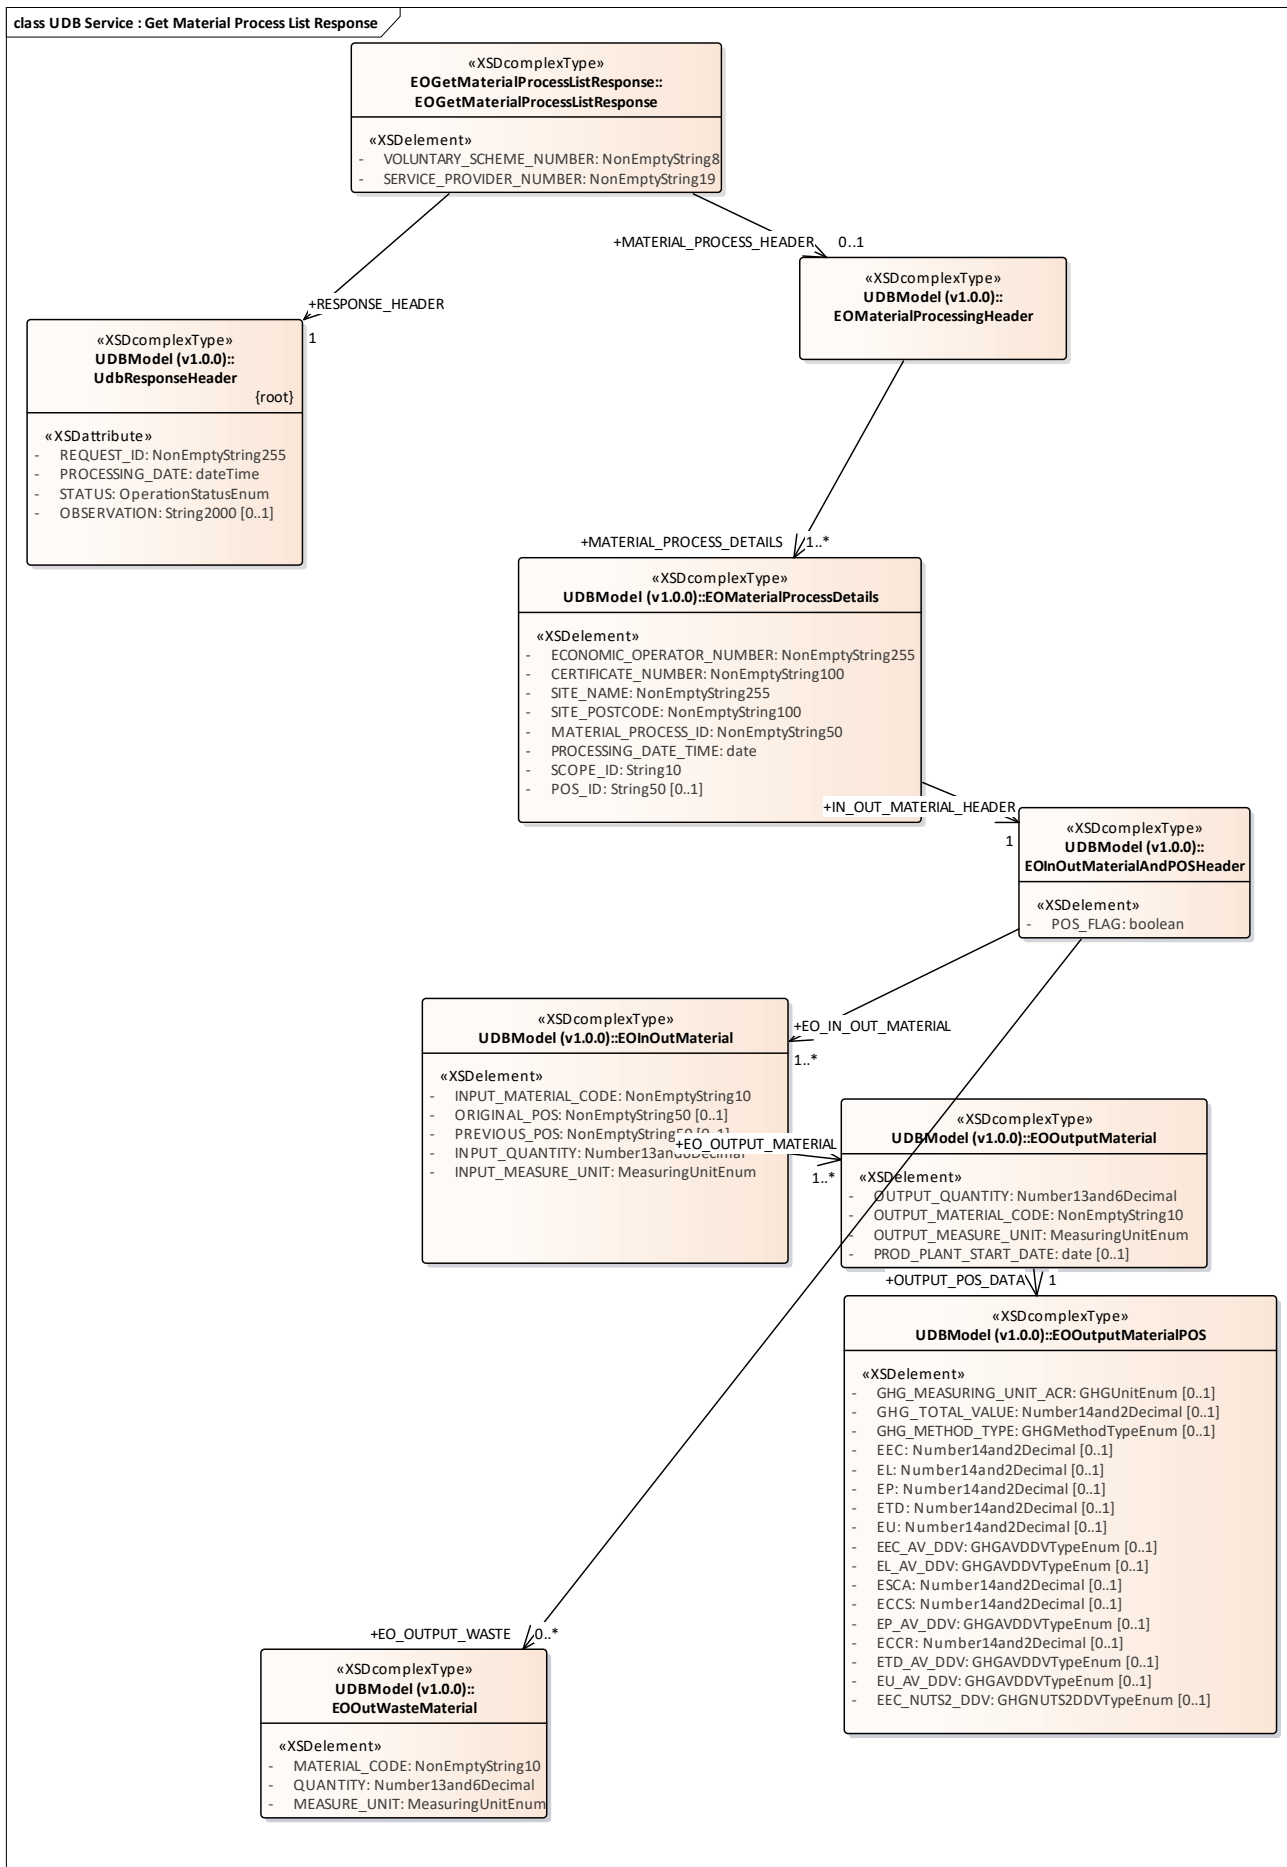 class UDB Service : Get Material Process List Response
«XSDcomplexType»
EOGetMaterialProcessListResponse::
EOGetMaterialProcessListResponse
«XSDelement»
- VOLUNTARY_SCHEME_NUMBER: NonEmptyString8
- SERVICE_PROVIDER_NUMBER: NonEmptyString19
+MATERIAL_PROCESS_HEADER 0..1
«XSDcomplexType»
UDBModel (v1.0.0)::
EOMaterialProcessingHeader
+RESPONSE_HEADER
1
«XSDcomplexType»
UDBModel (v1.0.0)::
UdbResponseHeader
{root}
«XSDattribute»
- REQUEST_ID: NonEmptyString255
- PROCESSING_DATE: dateTime
- STATUS: OperationStatusEnum
- OBSERVATION: String2000 [0..1]
+MATERIAL_PROCESS_DETAILS 1..*
«XSDcomplexType»
UDBModel (v1.0.0)::EOMaterialProcessDetails
«XSDelement»
- ECONOMIC_OPERATOR_NUMBER: NonEmptyString255
- CERTIFICATE_NUMBER: NonEmptyString100
- SITE_NAME: NonEmptyString255
- SITE_POSTCODE: NonEmptyString100
- MATERIAL_PROCESS_ID: NonEmptyString50
- PROCESSING_DATE_TIME: date
- SCOPE_ID: String10
- POS_ID: String50 [0..1]
+IN_OUT_MATERIAL_HEADER
1
«XSDcomplexType»
UDBModel (v1.0.0)::
EOInOutMaterialAndPOSHeader
«XSDelement»
- POS_FLAG: boolean
+EO_IN_OUT_MATERIAL
1..*
«XSDcomplexType»
UDBModel (v1.0.0)::EOInOutMaterial
«XSDelement»
- INPUT_MATERIAL_CODE: NonEmptyString10
- ORIGINAL_POS: NonEmptyString50 [0..1]
- PREVIOUS_POS: NonEmptyString50 [0..1]
- INPUT_QUANTITY: Number13and6Decimal
- INPUT_MEASURE_UNIT: MeasuringUnitEnum
+EO_OUTPUT_MATERIAL
1..*
«XSDcomplexType»
UDBModel (v1.0.0)::EOOutputMaterial
«XSDelement»
- OUTPUT_QUANTITY: Number13and6Decimal
- OUTPUT_MATERIAL_CODE: NonEmptyString10
- OUTPUT_MEASURE_UNIT: MeasuringUnitEnum
- PROD_PLANT_START_DATE: date [0..1]
+OUTPUT_POS_DATA 1
«XSDcomplexType»
UDBModel (v1.0.0)::EOOutputMaterialPOS
«XSDelement»
- GHG_MEASURING_UNIT_ACR: GHGUnitEnum [0..1]
- GHG_TOTAL_VALUE: Number14and2Decimal [0..1]
- GHG_METHOD_TYPE: GHGMethodTypeEnum [0..1]
- EEC: Number14and2Decimal [0..1]
- EL: Number14and2Decimal [0..1]
- EP: Number14and2Decimal [0..1]
- ETD: Number14and2Decimal [0..1]
- EU: Number14and2Decimal [0..1]
- EEC_AV_DDV: GHGAVDDVTypeEnum [0..1]
- EL_AV_DDV: GHGAVDDVTypeEnum [0..1]
- ESCA: Number14and2Decimal [0..1]
- ECCS: Number14and2Decimal [0..1]
- EP_AV_DDV: GHGAVDDVTypeEnum [0..1]
- ECCR: Number14and2Decimal [0..1]
- ETD_AV_DDV: GHGAVDDVTypeEnum [0..1]
- EU_AV_DDV: GHGAVDDVTypeEnum [0..1]
- EEC_NUTS2_DDV: GHGNUTS2DDVTypeEnum [0..1]
+EO_OUTPUT_WASTE 0..*
«XSDcomplexType»
UDBModel (v1.0.0)::
EOOutWasteMaterial
«XSDelement»
- MATERIAL_CODE: NonEmptyString10
- QUANTITY: Number13and6Decimal
- MEASURE_UNIT: MeasuringUnitEnum